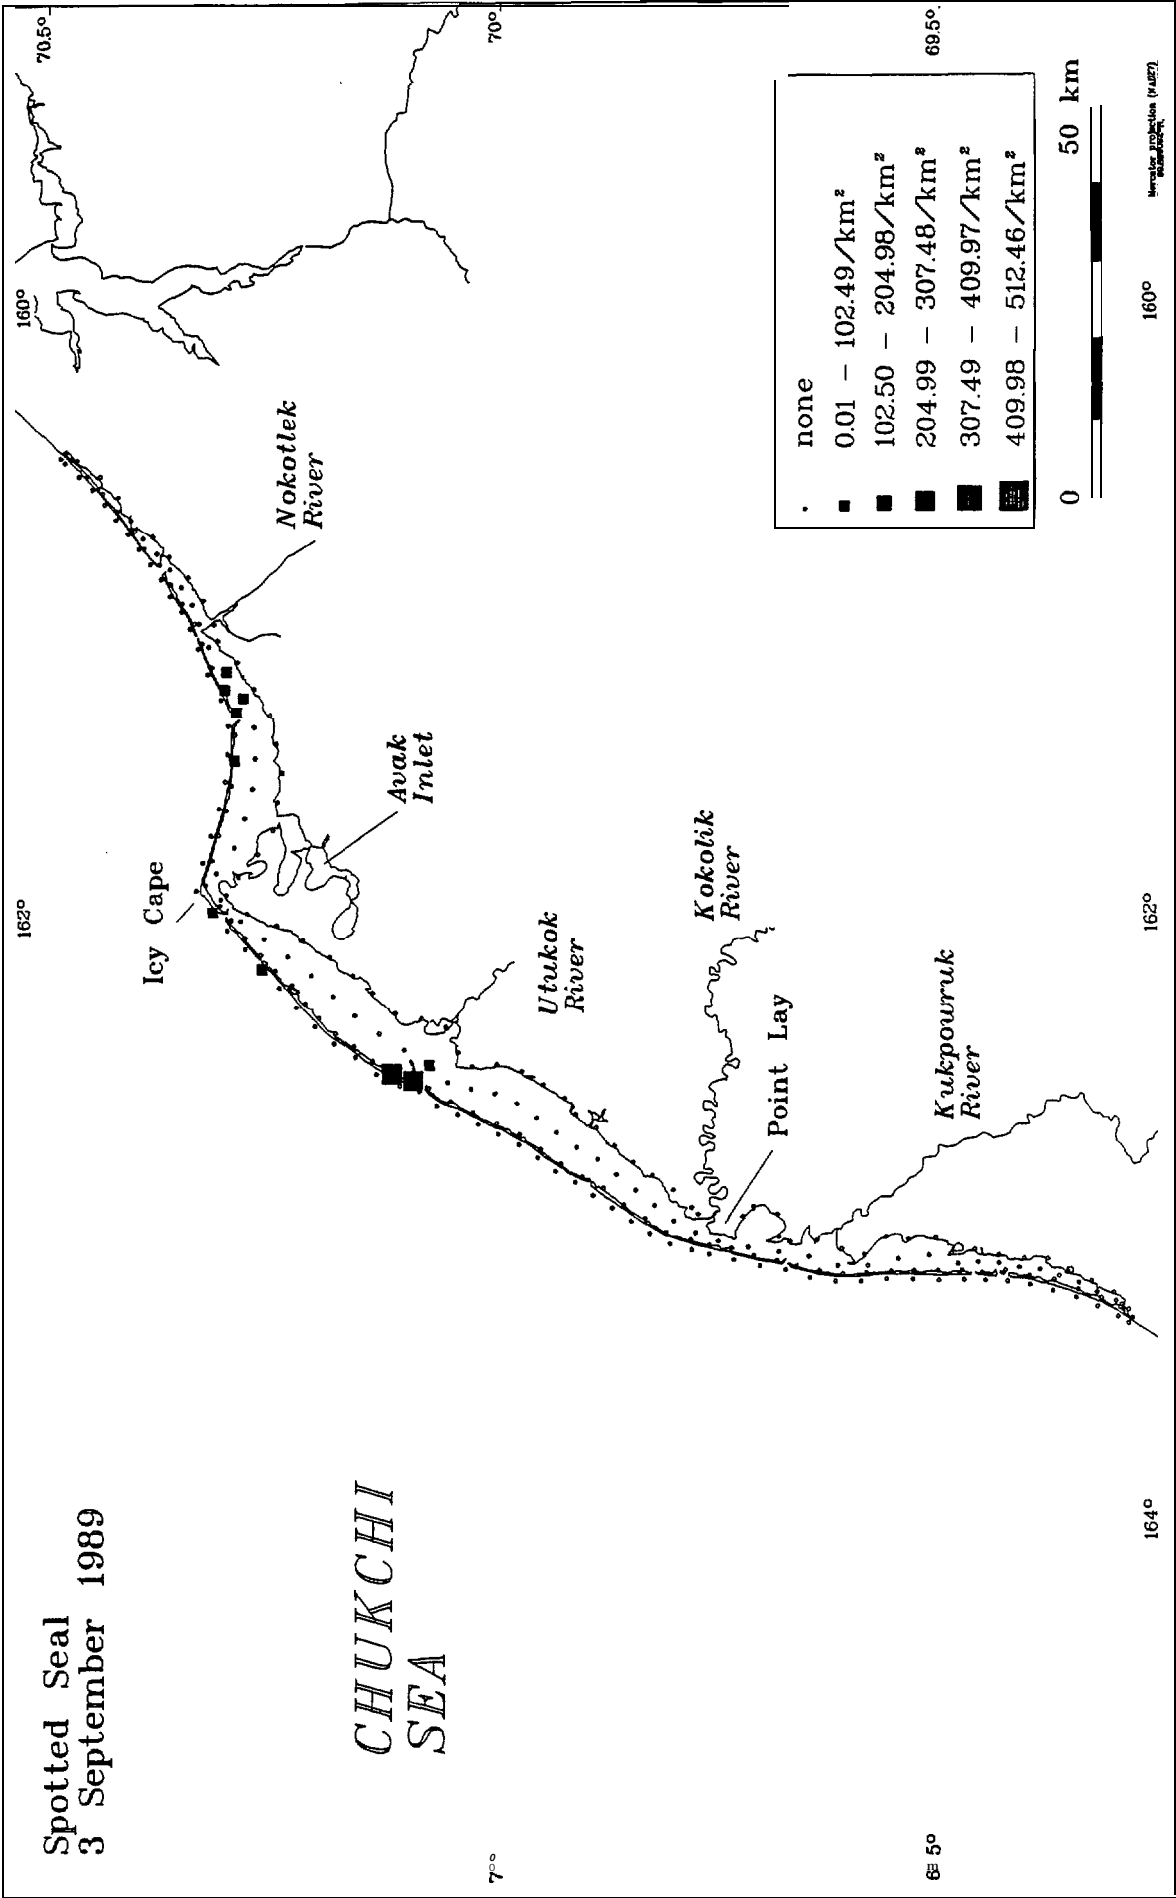 Spotted Seal
3 September 1989
CHUKCHI
SEA
Icy Cape
Nokotlek
River
Avak
Inlet
Utukok
River
Kokolik
River
Point Lay
Kukpowruk
River
162°
160°
70.5°
70°
69.5°
7°°
6 5°
164°
162°
160°
none
0.01 – 102.49/km²
102.50 – 204.98/km²
204.99 – 307.48/km²
307.49 – 409.97/km²
409.98 – 512.46/km²
0 50 km
Mercator projection (NAD27)